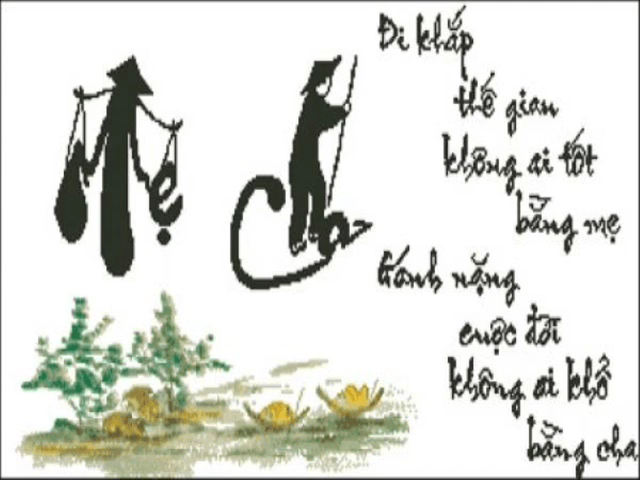 Mẹ Cha
Đi khắp
thế gian
không ai tốt
bằng mẹ
Gánh nặng
cuộc đời
không ai khổ
bằng cha